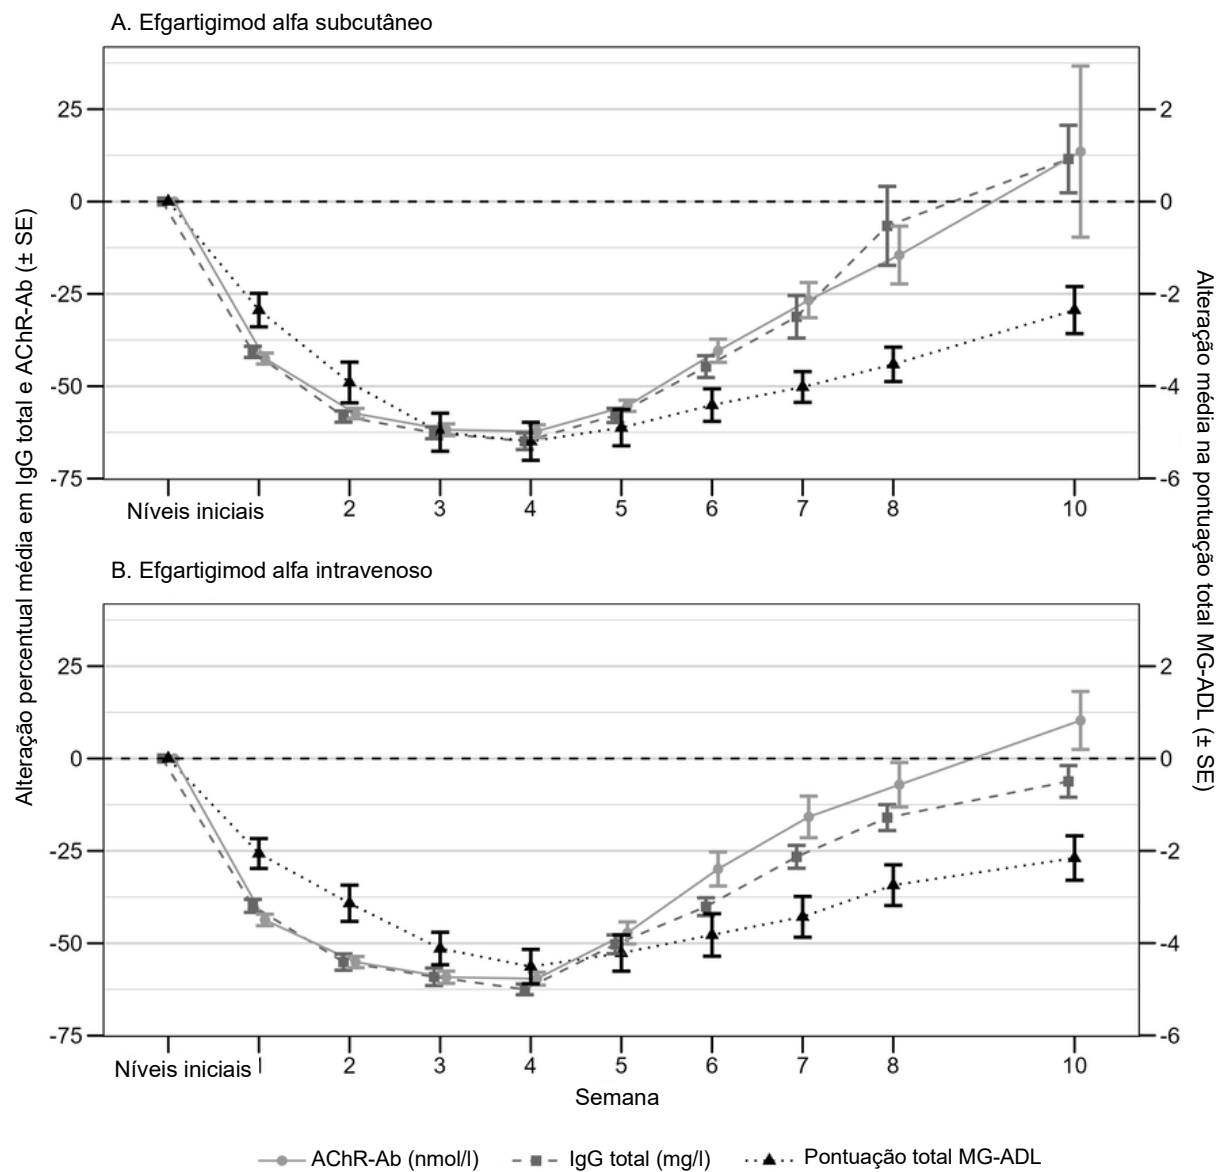 A. Efgartigimod alfa subcutâneo
Alteração percentual média em IgG total e AChR-Ab (± SE)
25
0
-25
-50
-75
2
0
-2
-4
-6
Alteração média na pontuação total MG-ADL (± SE)
Níveis iniciais 2 3 4 5 6 7 8 10
B. Efgartigimod alfa intravenoso
25
0
-25
-50
-75
2
0
-2
-4
-6
Níveis iniciais 2 3 4 5 6 7 8 10
Semana
AChR-Ab (nmol/l) IgG total (mg/l) Pontuação total MG-ADL